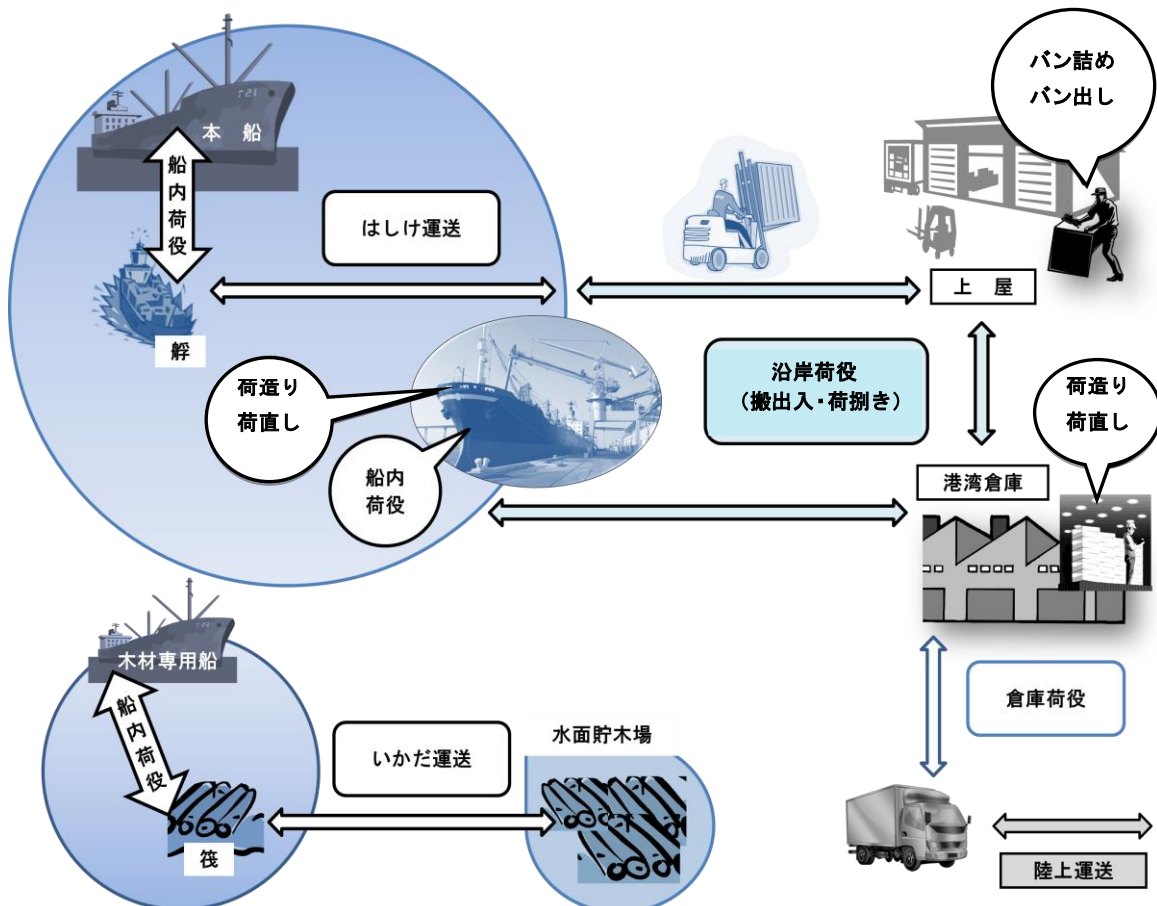 バン詰め
バン出し
本 船
船内荷役
はしけ運送
上 屋
艀
荷造り
荷直し
沿岸荷役
（搬出入・荷捌き）
荷造り
荷直し
船内
荷役
港湾倉庫
木材専用船
船内荷役
倉庫荷役
水面貯木場
いかだ運送
筏
陸上運送